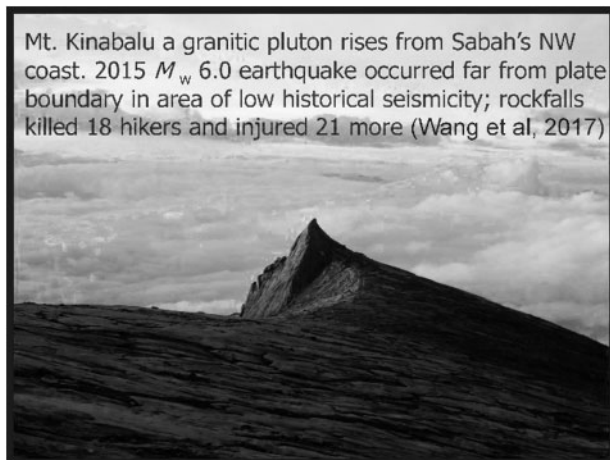 Mt. Kinabalu a granitic pluton rises from Sabah's NW
coast. 2015 M w 6.0 earthquake occurred far from plate
boundary in area of low historical seismicity; rockfalls
killed 18 hikers and injured 21 more (Wang et al, 2017)